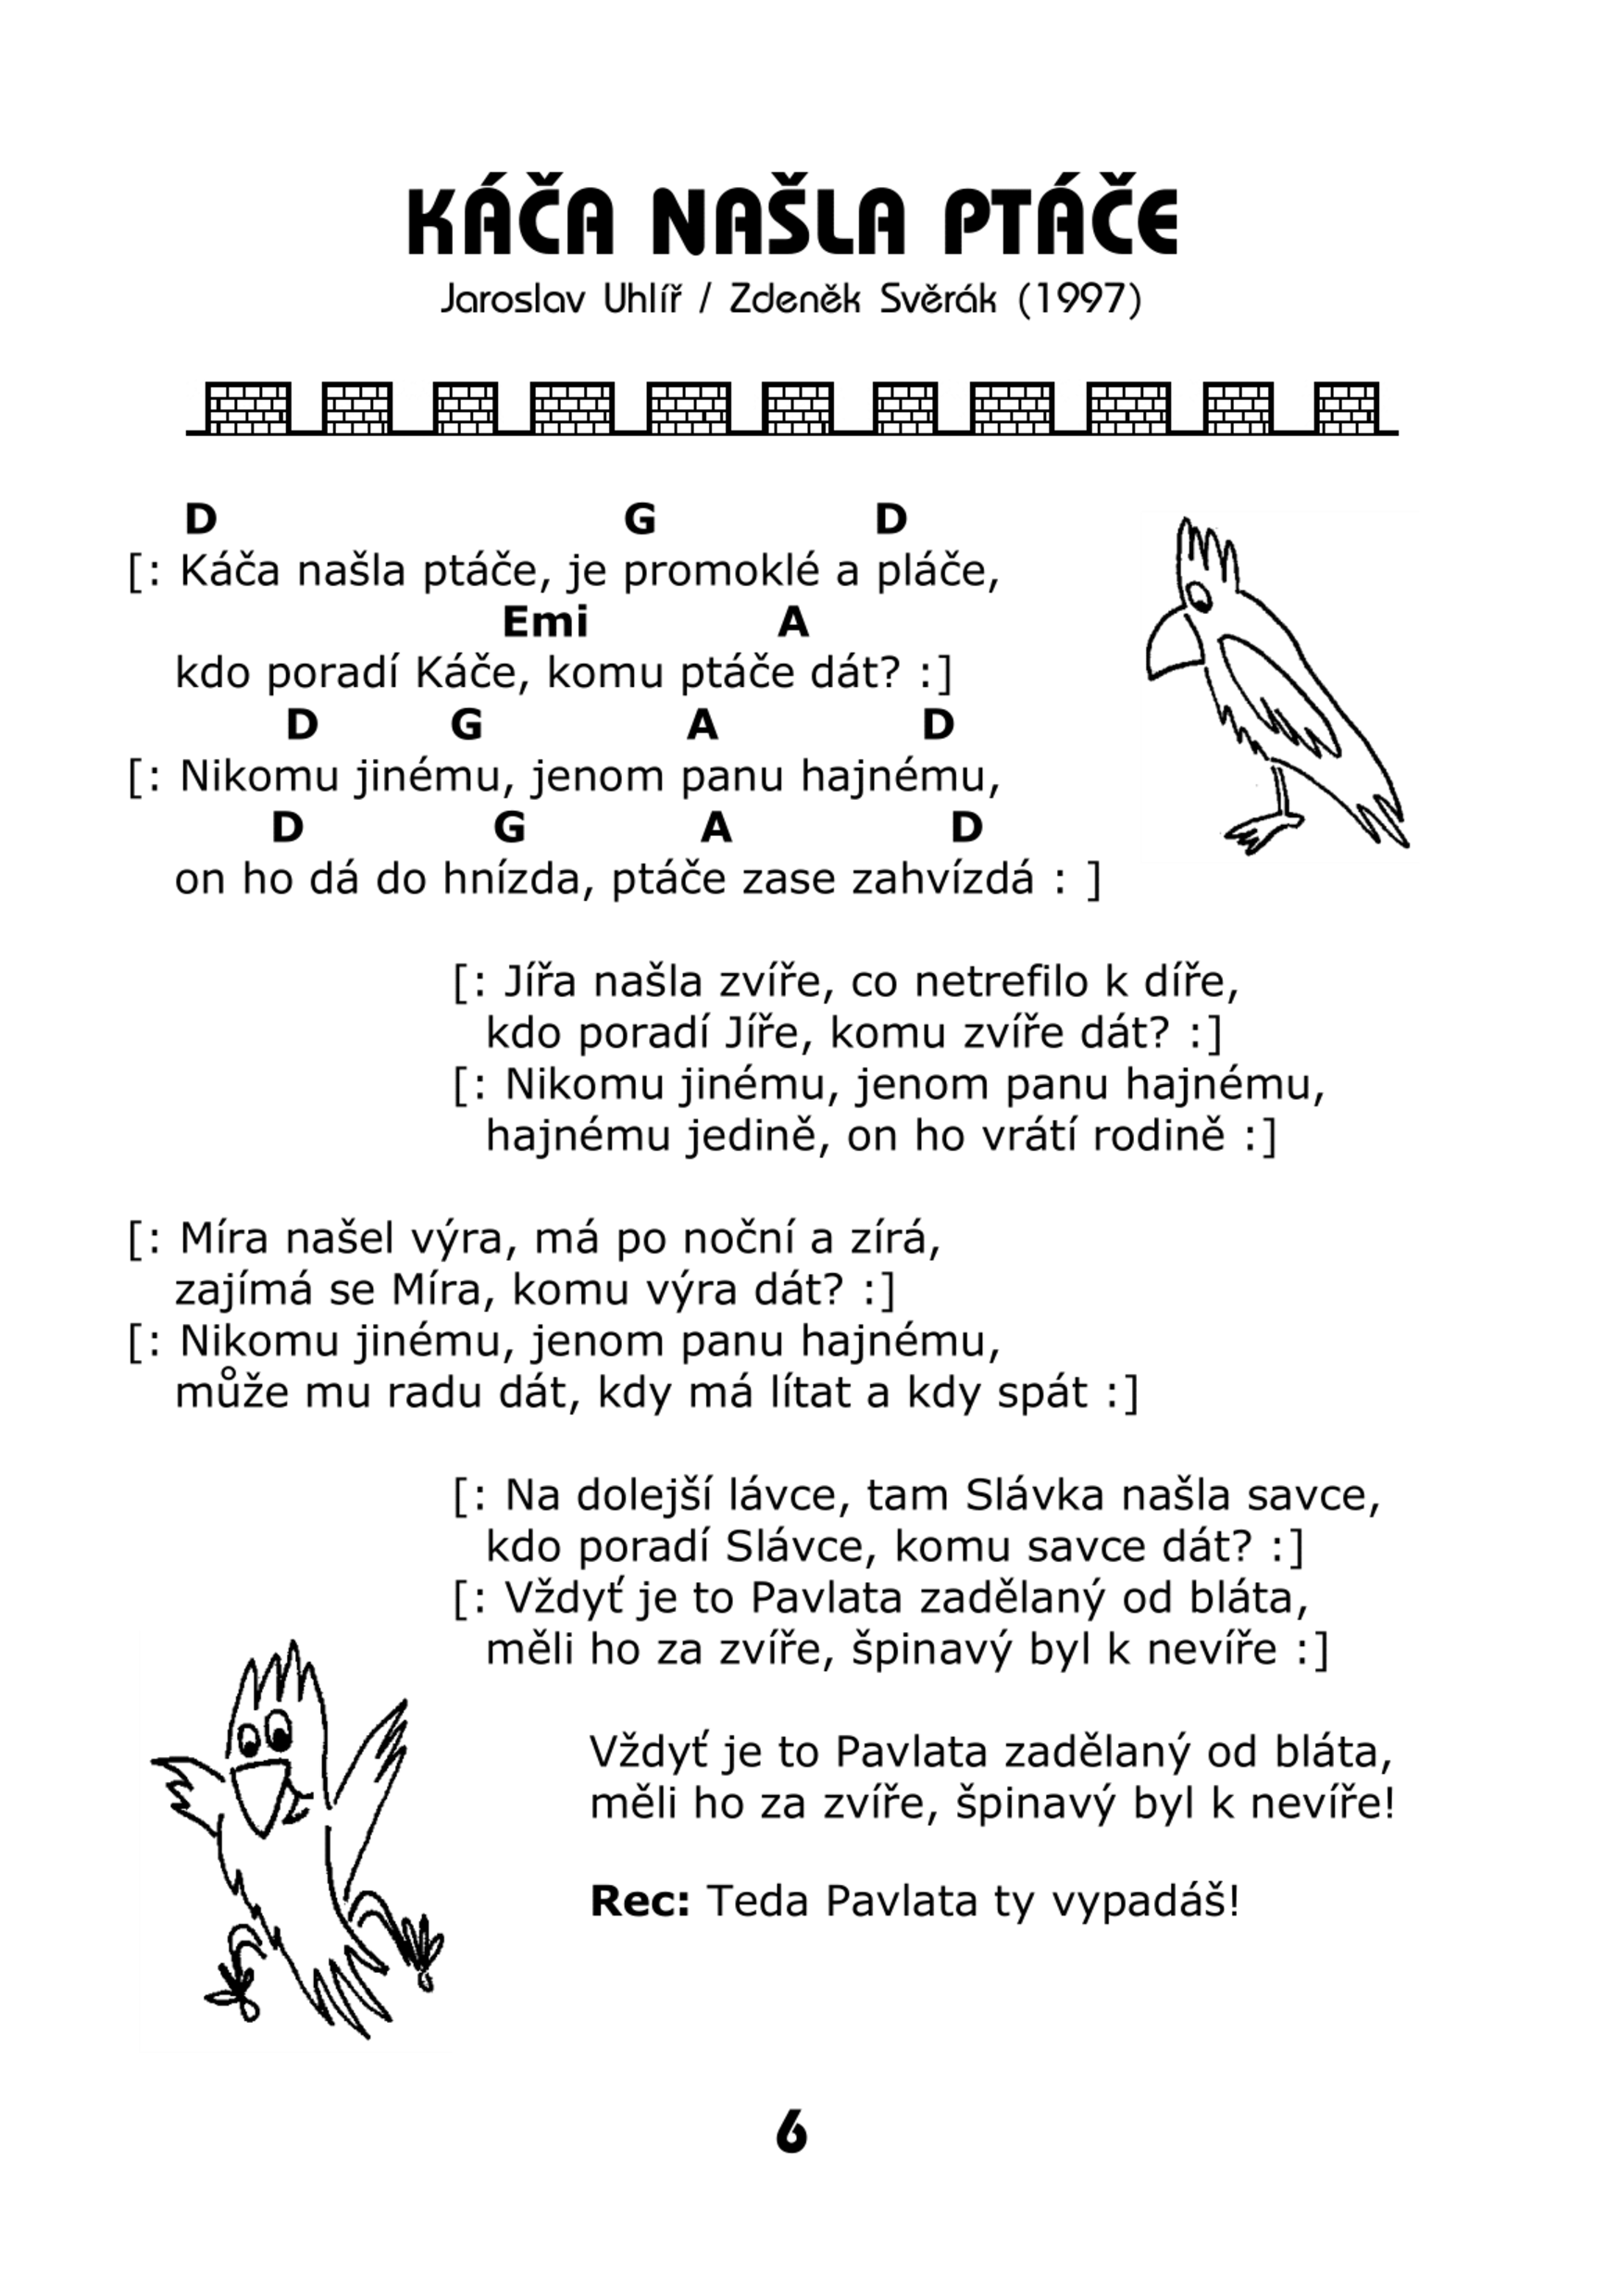 KÁČA NAŠLA PTÁČE
Jaroslav Uhlíř / Zdeněk Svěrák (1997)
D G D
[: Káča našla ptáče, je promoklé a pláče,
Emi A
kdo poradí Káče, komu ptáče dát? :]
D G A D
[: Nikomu jinému, jenom panu hajnému,
D G A D
on ho dá do hnízda, ptáče zase zahvízdá : ]
[: Jířa našla zvíře, co netrefilo k díře,
kdo poradí Jíře, komu zvíře dát? :]
[: Nikomu jinému, jenom panu hajnému,
hajnému jedině, on ho vrátí rodině :]
[: Míra našel výra, má po noční a zírá,
zajímá se Míra, komu výra dát? :]
[: Nikomu jinému, jenom panu hajnému,
může mu radu dát, kdy má lítat a kdy spát :]
[: Na dolejší lávce, tam Slávka našla savce,
kdo poradí Slávce, komu savce dát? :]
[: Vždyť je to Pavlata zadělaný od bláta,
měli ho za zvíře, špinavý byl k nevíře :]
Vždyť je to Pavlata zadělaný od bláta,
měli ho za zvíře, špinavý byl k nevíře!
Rec: Teda Pavlata ty vypadáš!
6